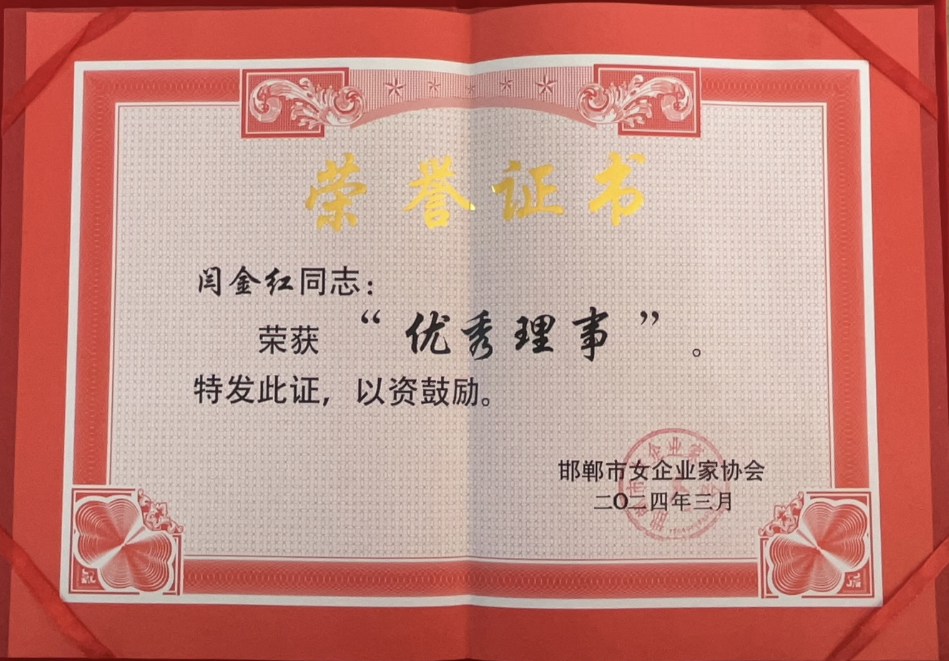 荣誉证书
闫金红同志：
荣获“优秀理事”。
特发此证，以资鼓励。
邯郸市女企业家协会
二〇二四年三月